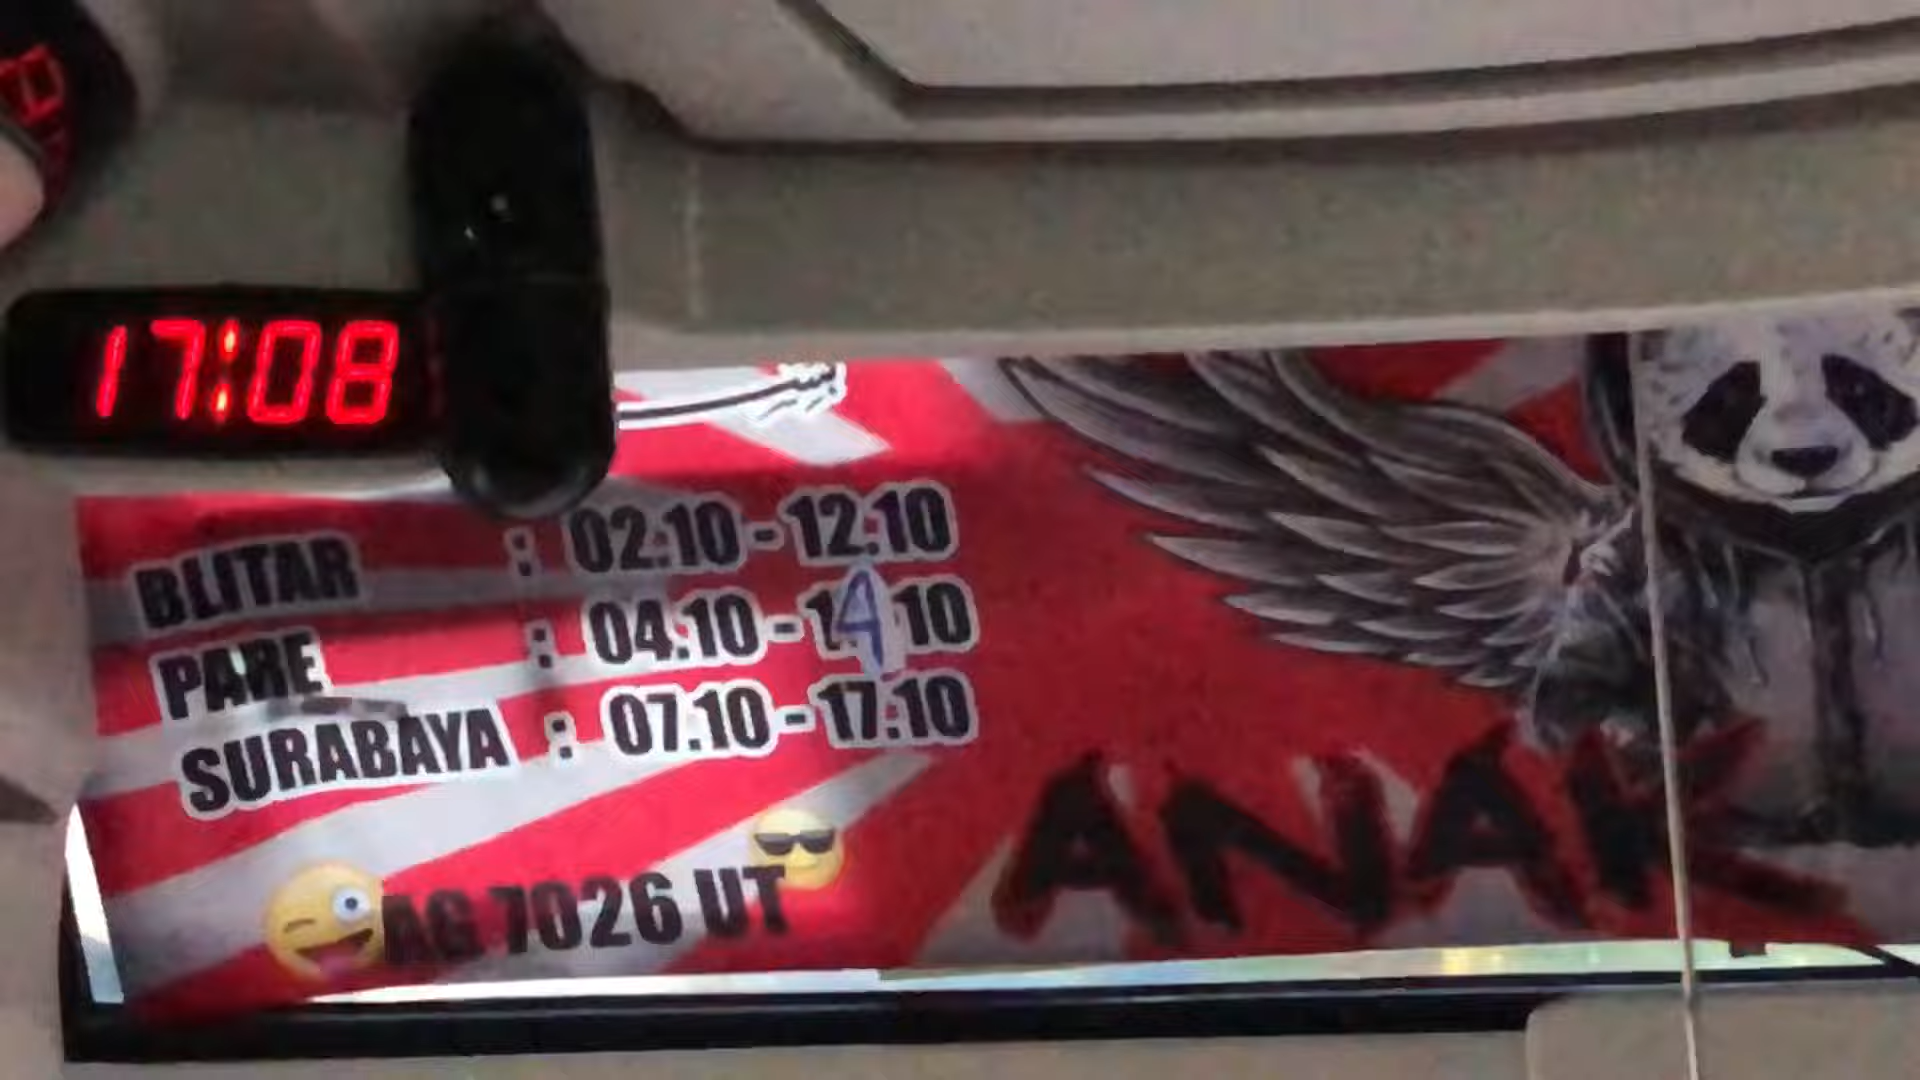 17:08
BLITAR : 02.10 - 12.10
PARE : 04.10 - 14 10
SURABAYA : 07.10 - 17.10
AG 7026 UT
ANAK